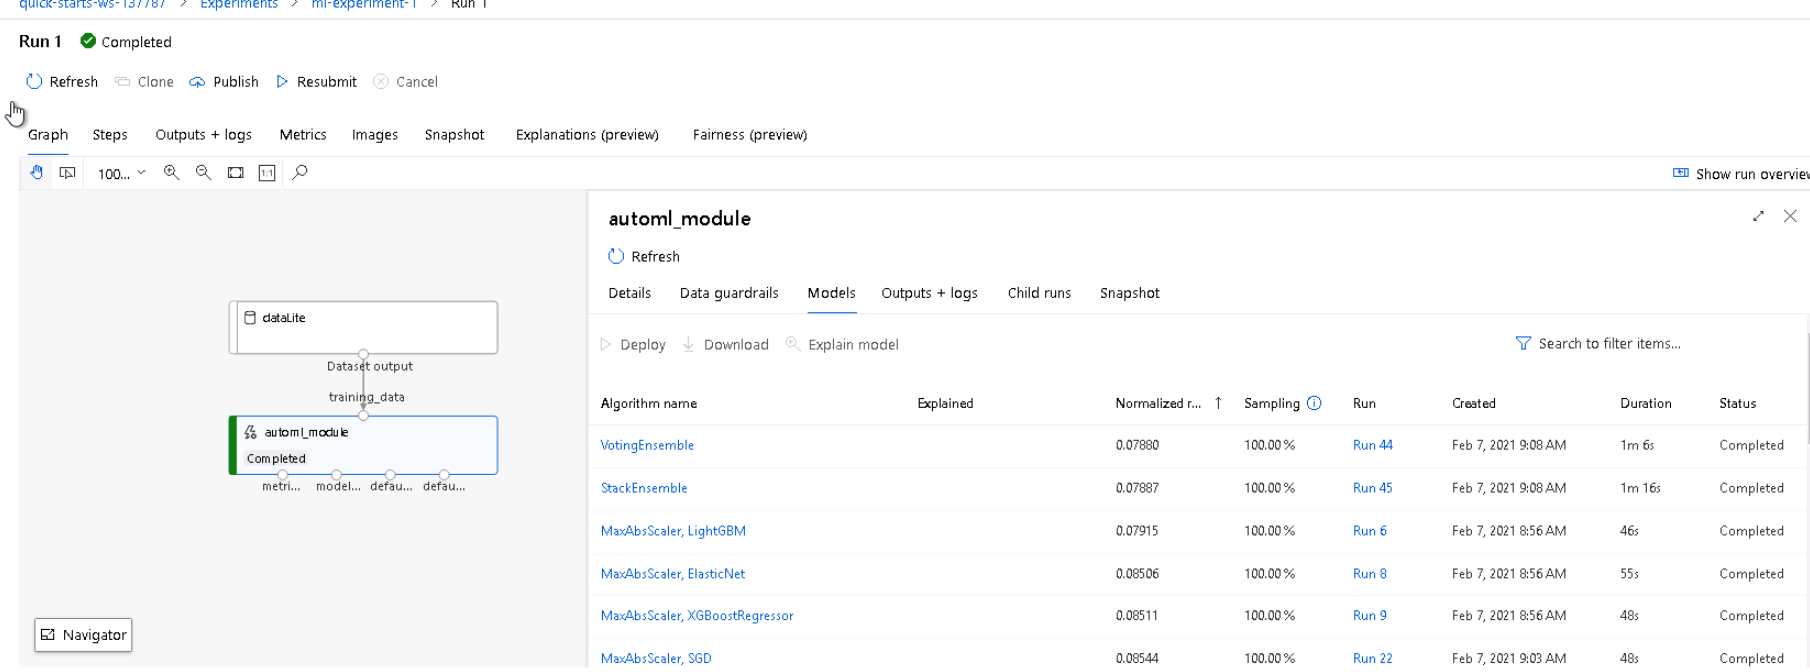 quick-starts-ws-137787 > Experiments > ml-experiment-1 > Run 1
Run 1 Completed
Refresh Clone Publish Resubmit Cancel
Graph Steps Outputs + logs Metrics Images Snapshot Explanations (preview) Fairness (preview)
100...
Show run overview
dataLite
Dataset output
training_data
automl_module
Completed
metri... model... defau... defau...
Navigator
automl_module
Refresh
Details Data guardrails Models Outputs + logs Child runs Snapshot
Deploy Download Explain model Search to filter items...
Algorithm name Explained Normalized r... ↑ Sampling Run Created Duration Status
VotingEnsemble 0.07880 100.00 % Run 44 Feb 7, 2021 9:08 AM 1m 6s Completed
StackEnsemble 0.07887 100.00 % Run 45 Feb 7, 2021 9:08 AM 1m 16s Completed
MaxAbsScaler, LightGBM 0.07915 100.00 % Run 6 Feb 7, 2021 8:56 AM 46s Completed
MaxAbsScaler, ElasticNet 0.08506 100.00 % Run 8 Feb 7, 2021 8:56 AM 55s Completed
MaxAbsScaler, XGBoostRegressor 0.08511 100.00 % Run 9 Feb 7, 2021 8:56 AM 48s Completed
MaxAbsScaler, SGD 0.08544 100.00 % Run 22 Feb 7, 2021 9:03 AM 48s Completed